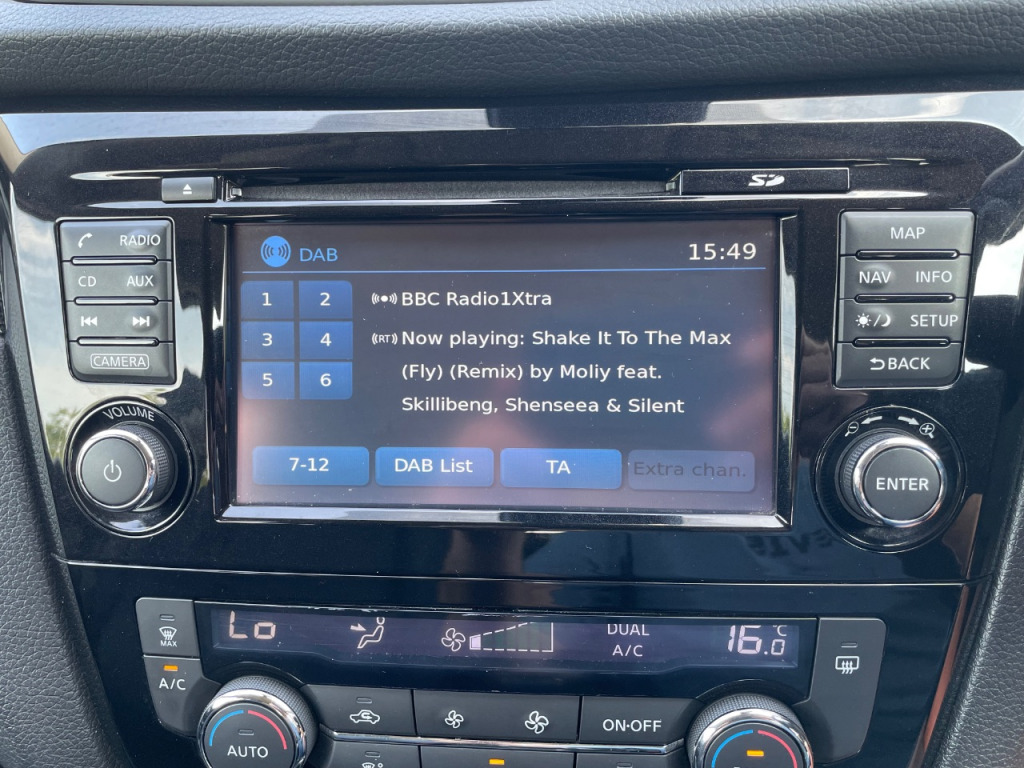 SD
RADIO
CD AUX
CAMERA
VOLUME
DAB 15:49
1 2
3 4
5 6
BBC Radio1Xtra
(RT) Now playing: Shake It To The Max
(Fly) (Remix) by Moliy feat.
Skillibeng, Shenseea & Silent
7-12 DAB List TA Extra chan.
MAP
NAV INFO
SETUP
BACK
ENTER
MAX
A/C
Lo
DUAL
A/C
16.0 °C
AUTO
ON·OFF